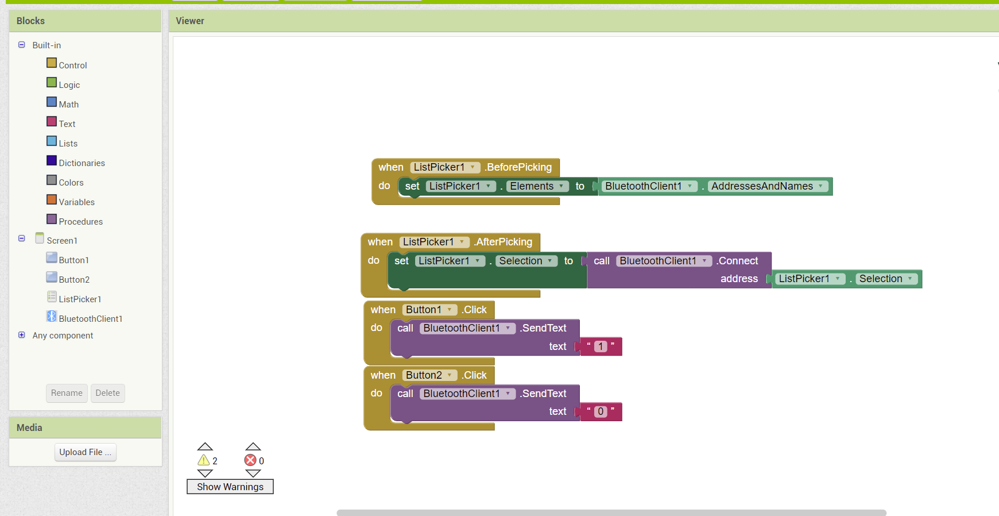 Blocks
Viewer
Built-in
Control
Logic
Math
Text
Lists
Dictionaries
Colors
Variables
Procedures
Screen1
Button1
Button2
ListPicker1
BluetoothClient1
Any component
Rename Delete
Media
Upload File ...
when ListPicker1 .BeforePicking
do set ListPicker1 . Elements to BluetoothClient1 . AddressesAndNames
when ListPicker1 .AfterPicking
do set ListPicker1 . Selection to call BluetoothClient1 .Connect
address ListPicker1 . Selection
when Button1 .Click
do call BluetoothClient1 .SendText
text “ 1 ”
when Button2 .Click
do call BluetoothClient1 .SendText
text “ 0 ”
2 0
Show Warnings